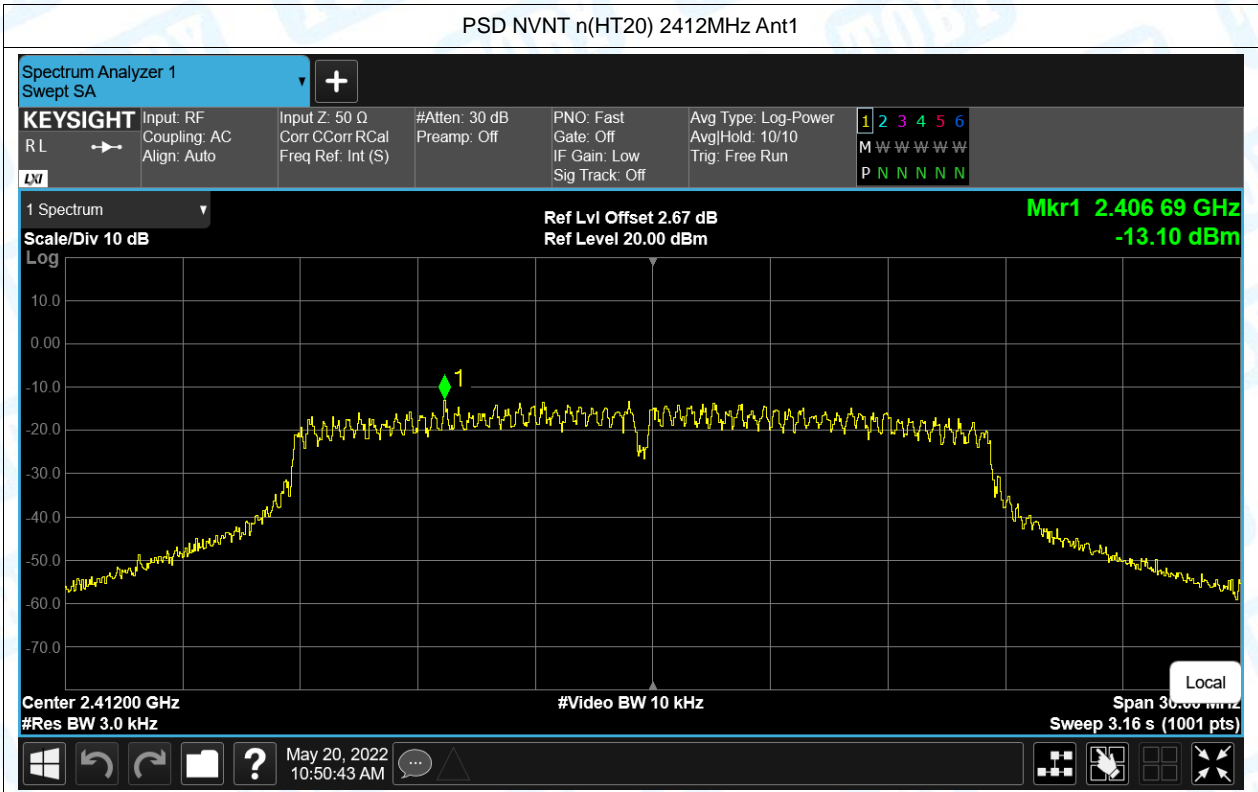 PSD NVNT n(HT20) 2412MHz Ant1
Spectrum Analyzer 1
Swept SA
KEYSIGHT
R L
LXI
Input: RF
Coupling: AC
Align: Auto
Input Z: 50 Ω
Corr CCorr RCal
Freq Ref: Int (S)
#Atten: 30 dB
Preamp: Off
PNO: Fast
Gate: Off
IF Gain: Low
Sig Track: Off
Avg Type: Log-Power
Avg|Hold: 10/10
Trig: Free Run
1 2 3 4 5 6
M W W W W W
P N N N N N
1 Spectrum
Scale/Div 10 dB
Log
Ref Lvl Offset 2.67 dB
Ref Level 20.00 dBm
Mkr1 2.406 69 GHz
-13.10 dBm
10.0
0.00
-10.0
-20.0
-30.0
-40.0
-50.0
-60.0
-70.0
1
Local
Center 2.41200 GHz
#Res BW 3.0 kHz
#Video BW 10 kHz
Span 30.00 MHz
Sweep 3.16 s (1001 pts)
?
May 20, 2022
10:50:43 AM